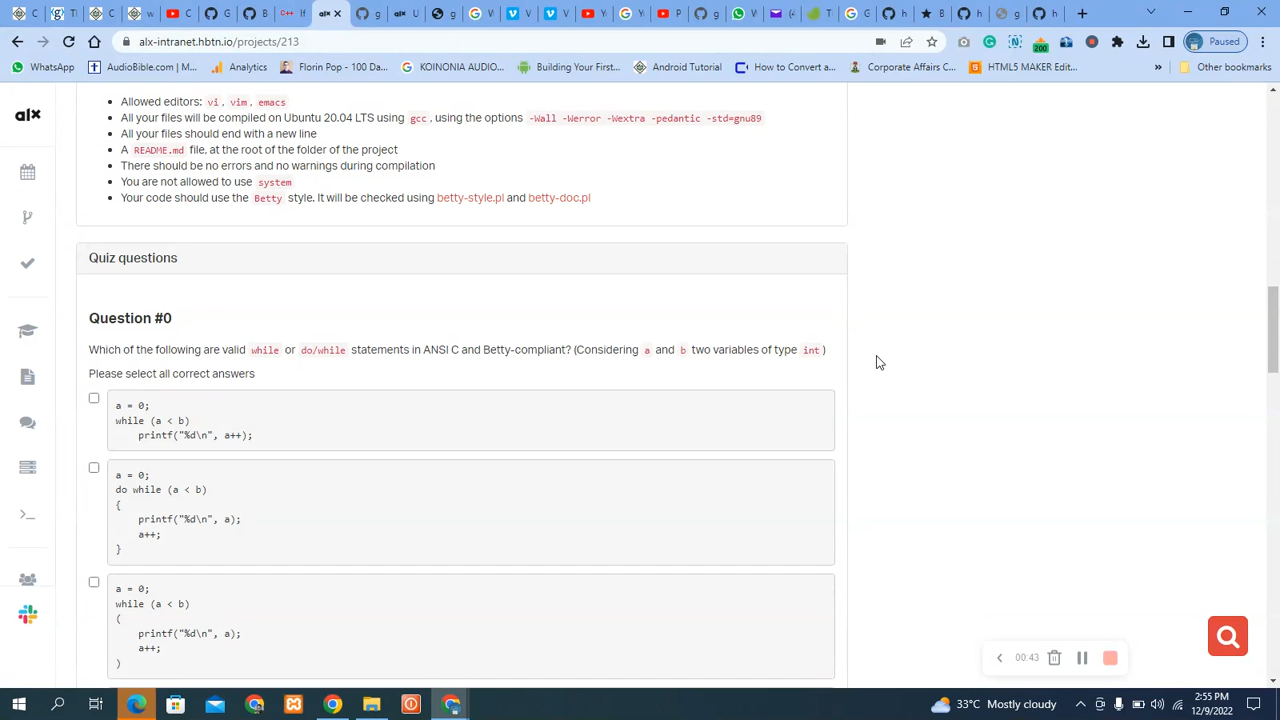 C
g
Ti
C
C
G
B
C++ If
alx
g
alx U
g
G W
V
V
Y
G Y
P
g
W
(
T
G
h
B
h
g
h
alx-intranet.hbtn.io/projects/213
200
Paused
WhatsApp
AudioBible.com | M...
Analytics
Florin Pop - 100 Da...
KOINONIA AUDIO...
Building Your First...
Android Tutorial
How to Convert a...
Corporate Affairs C...
HTML5 MAKER Edit...
»
Other bookmarks
alx
• Allowed editors: vi, vim, emacs
• All your files will be compiled on Ubuntu 20.04 LTS using gcc, using the options -Wall -Werror -Wextra -pedantic -std=gnu89
• All your files should end with a new line
• A README.md file, at the root of the folder of the project
• There should be no errors and no warnings during compilation
• You are not allowed to use system
• Your code should use the Betty style. It will be checked using betty-style.pl and betty-doc.pl
Quiz questions
Question #0
Which of the following are valid while or do/while statements in ANSI C and Betty-compliant? (Considering a and b two variables of type int)
Please select all correct answers
a = 0;
while (a < b)
    printf("%d\n", a++);
a = 0;
do while (a < b)
{
    printf("%d\n", a);
    a++;
}
a = 0;
while (a < b)
(
    printf("%d\n", a);
    a++;
)
00:43
33°C Mostly cloudy
2:55 PM
12/9/2022